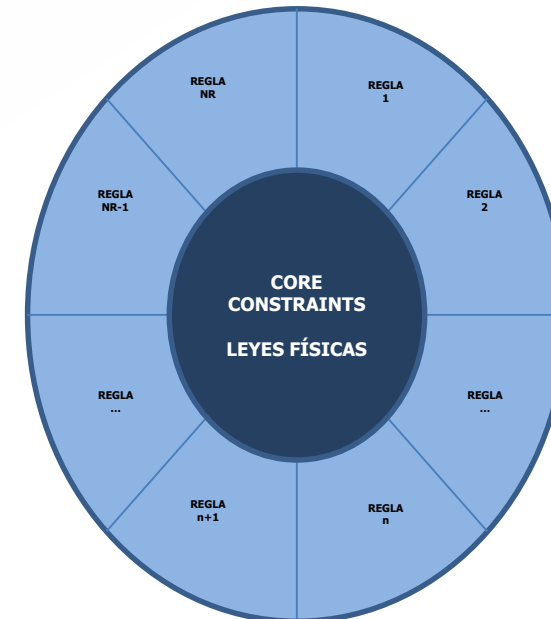 REGLA
NR
REGLA
1
REGLA
NR-1
REGLA
2
CORE
CONSTRAINTS
LEYES FÍSICAS
REGLA
...
REGLA
...
REGLA
n+1
REGLA
n